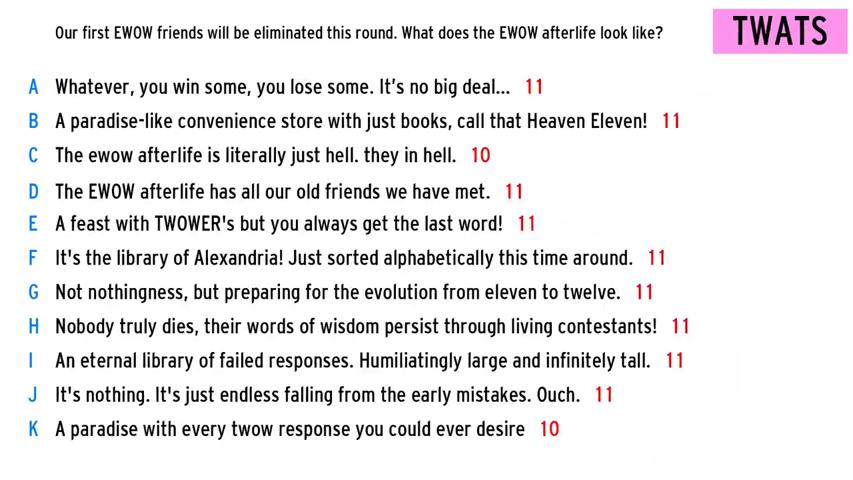 Our first EWOW friends will be eliminated this round. What does the EWOW afterlife look like?
TWATS
A Whatever, you win some, you lose some. It's no big deal... 11
B A paradise-like convenience store with just books, call that Heaven Eleven! 11
C The ewow afterlife is literally just hell. they in hell. 10
D The EWOW afterlife has all our old friends we have met. 11
E A feast with TWOWER's but you always get the last word! 11
F It's the library of Alexandria! Just sorted alphabetically this time around. 11
G Not nothingness, but preparing for the evolution from eleven to twelve. 11
H Nobody truly dies, their words of wisdom persist through living contestants! 11
I An eternal library of failed responses. Humiliatingly large and infinitely tall. 11
J It's nothing. It's just endless falling from the early mistakes. Ouch. 11
K A paradise with every twow response you could ever desire 10